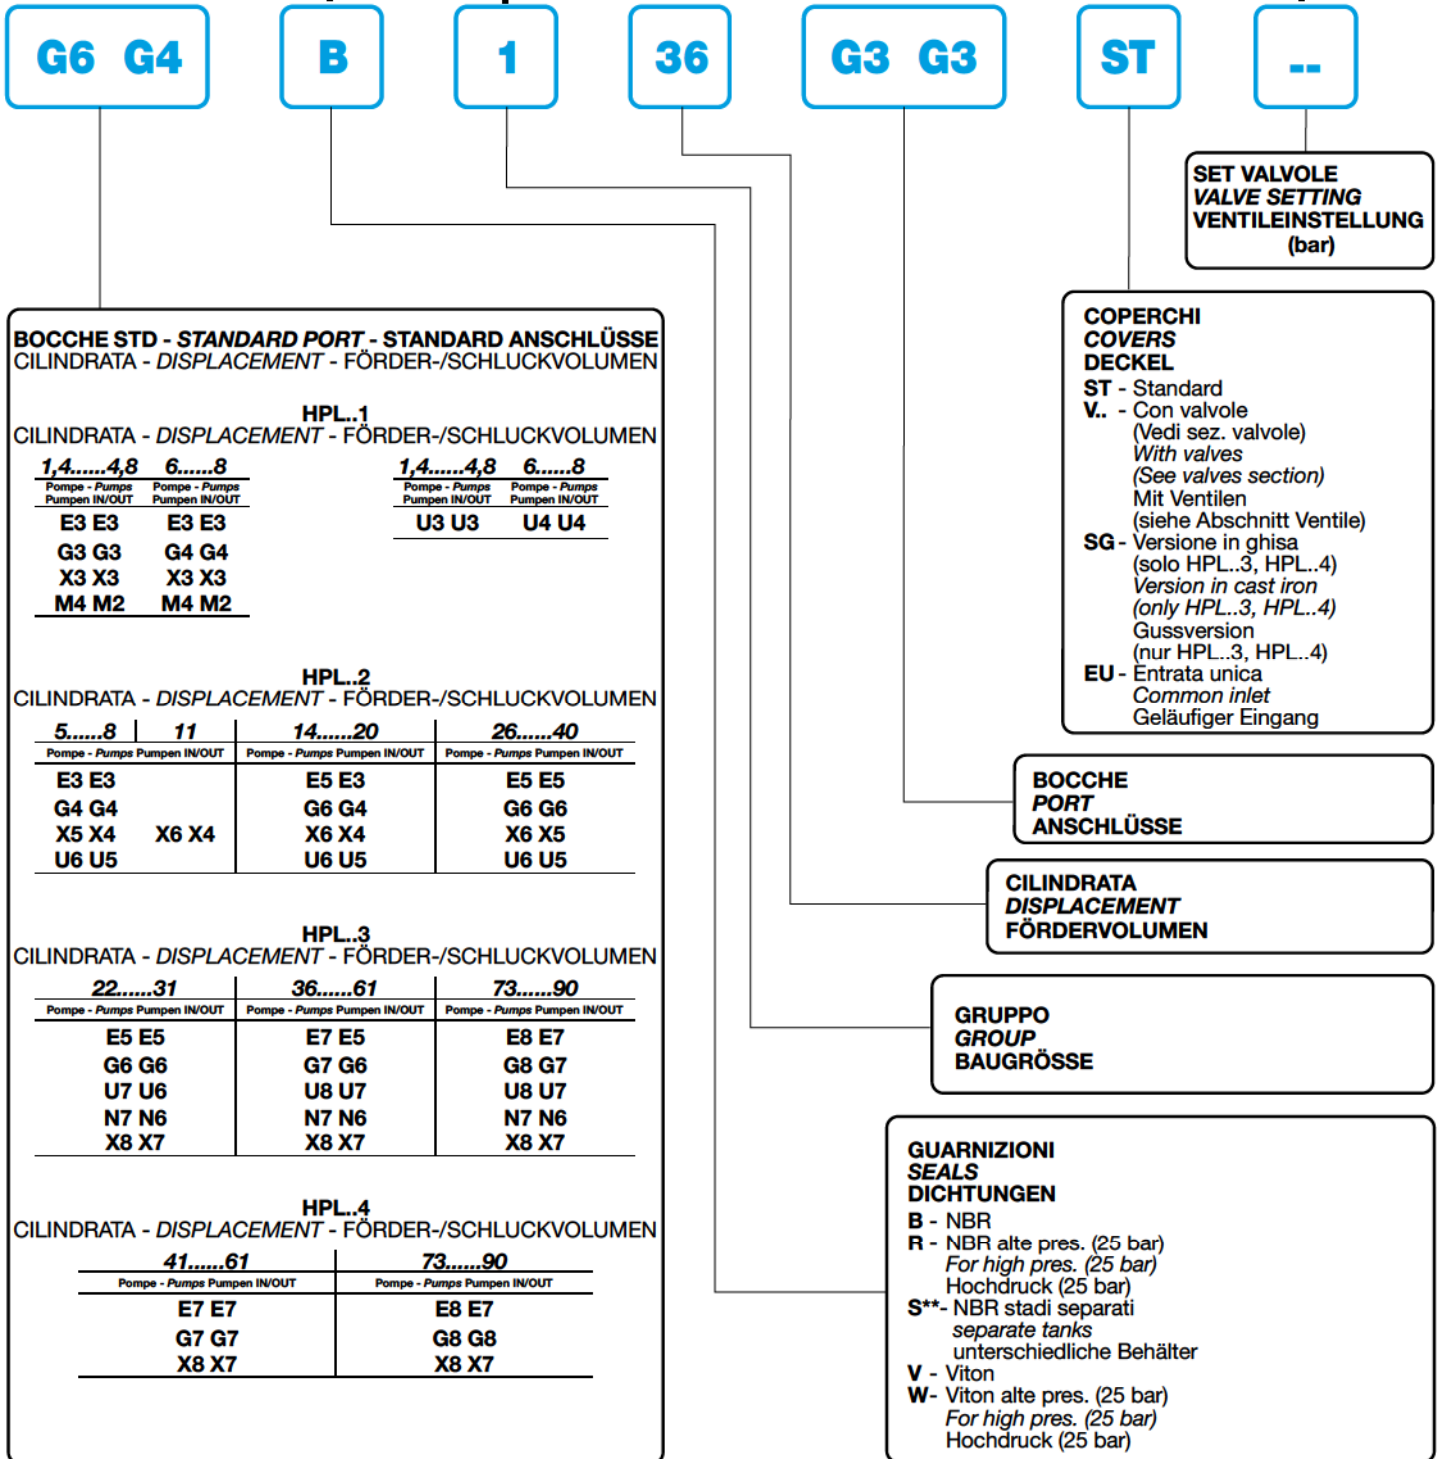 G6 G4 B 1 36 G3 G3 ST --
SET VALVOLE
VALVE SETTING
VENTILEINSTELLUNG
(bar)
BOCCHE STD - STANDARD PORT - STANDARD ANSCHLÜSSE
CILINDRATA - DISPLACEMENT - FÖRDER-/SCHLUCKVOLUMEN
HPL..1
CILINDRATA - DISPLACEMENT - FÖRDER-/SCHLUCKVOLUMEN
1,4......4,8 6......8 1,4......4,8 6......8
Pompe - Pumps Pompe - Pumps Pompe - Pumps Pompe - Pumps
Pumpen IN/OUT Pumpen IN/OUT Pumpen IN/OUT Pumpen IN/OUT
E3 E3 E3 E3 U3 U3 U4 U4
G3 G3 G4 G4
X3 X3 X3 X3
M4 M2 M4 M2
HPL..2
CILINDRATA - DISPLACEMENT - FÖRDER-/SCHLUCKVOLUMEN
5......8 11 14......20 26......40
Pompe - Pumps Pumpen IN/OUT Pompe - Pumps Pumpen IN/OUT Pompe - Pumps Pumpen IN/OUT
E3 E3 E5 E3 E5 E5
G4 G4 G6 G4 G6 G6
X5 X4 X6 X4 X6 X4 X6 X5
U6 U5 U6 U5 U6 U5
HPL..3
CILINDRATA - DISPLACEMENT - FÖRDER-/SCHLUCKVOLUMEN
22......31 36......61 73......90
Pompe - Pumps Pumpen IN/OUT Pompe - Pumps Pumpen IN/OUT Pompe - Pumps Pumpen IN/OUT
E5 E5 E7 E5 E8 E7
G6 G6 G7 G6 G8 G7
U7 U6 U8 U7 U8 U7
N7 N6 N7 N6 N7 N6
X8 X7 X8 X7 X8 X7
HPL..4
CILINDRATA - DISPLACEMENT - FÖRDER-/SCHLUCKVOLUMEN
41......61 73......90
Pompe - Pumps Pumpen IN/OUT Pompe - Pumps Pumpen IN/OUT
E7 E7 E8 E7
G7 G7 G8 G8
X8 X7 X8 X7
COPERCHI
COVERS
DECKEL
ST - Standard
V.. - Con valvole
(Vedi sez. valvole)
With valves
(See valves section)
Mit Ventilen
(siehe Abschnitt Ventile)
SG - Versione in ghisa
(solo HPL..3, HPL..4)
Version in cast iron
(only HPL..3, HPL..4)
Gussversion
(nur HPL..3, HPL..4)
EU - Entrata unica
Common inlet
Geläufiger Eingang
BOCCHE
PORT
ANSCHLÜSSE
CILINDRATA
DISPLACEMENT
FÖRDERVOLUMEN
GRUPPO
GROUP
BAUGRÖSSE
GUARNIZIONI
SEALS
DICHTUNGEN
B - NBR
R - NBR alte pres. (25 bar)
For high pres. (25 bar)
Hochdruck (25 bar)
S**- NBR stadi separati
separate tanks
unterschiedliche Behälter
V - Viton
W- Viton alte pres. (25 bar)
For high pres. (25 bar)
Hochdruck (25 bar)